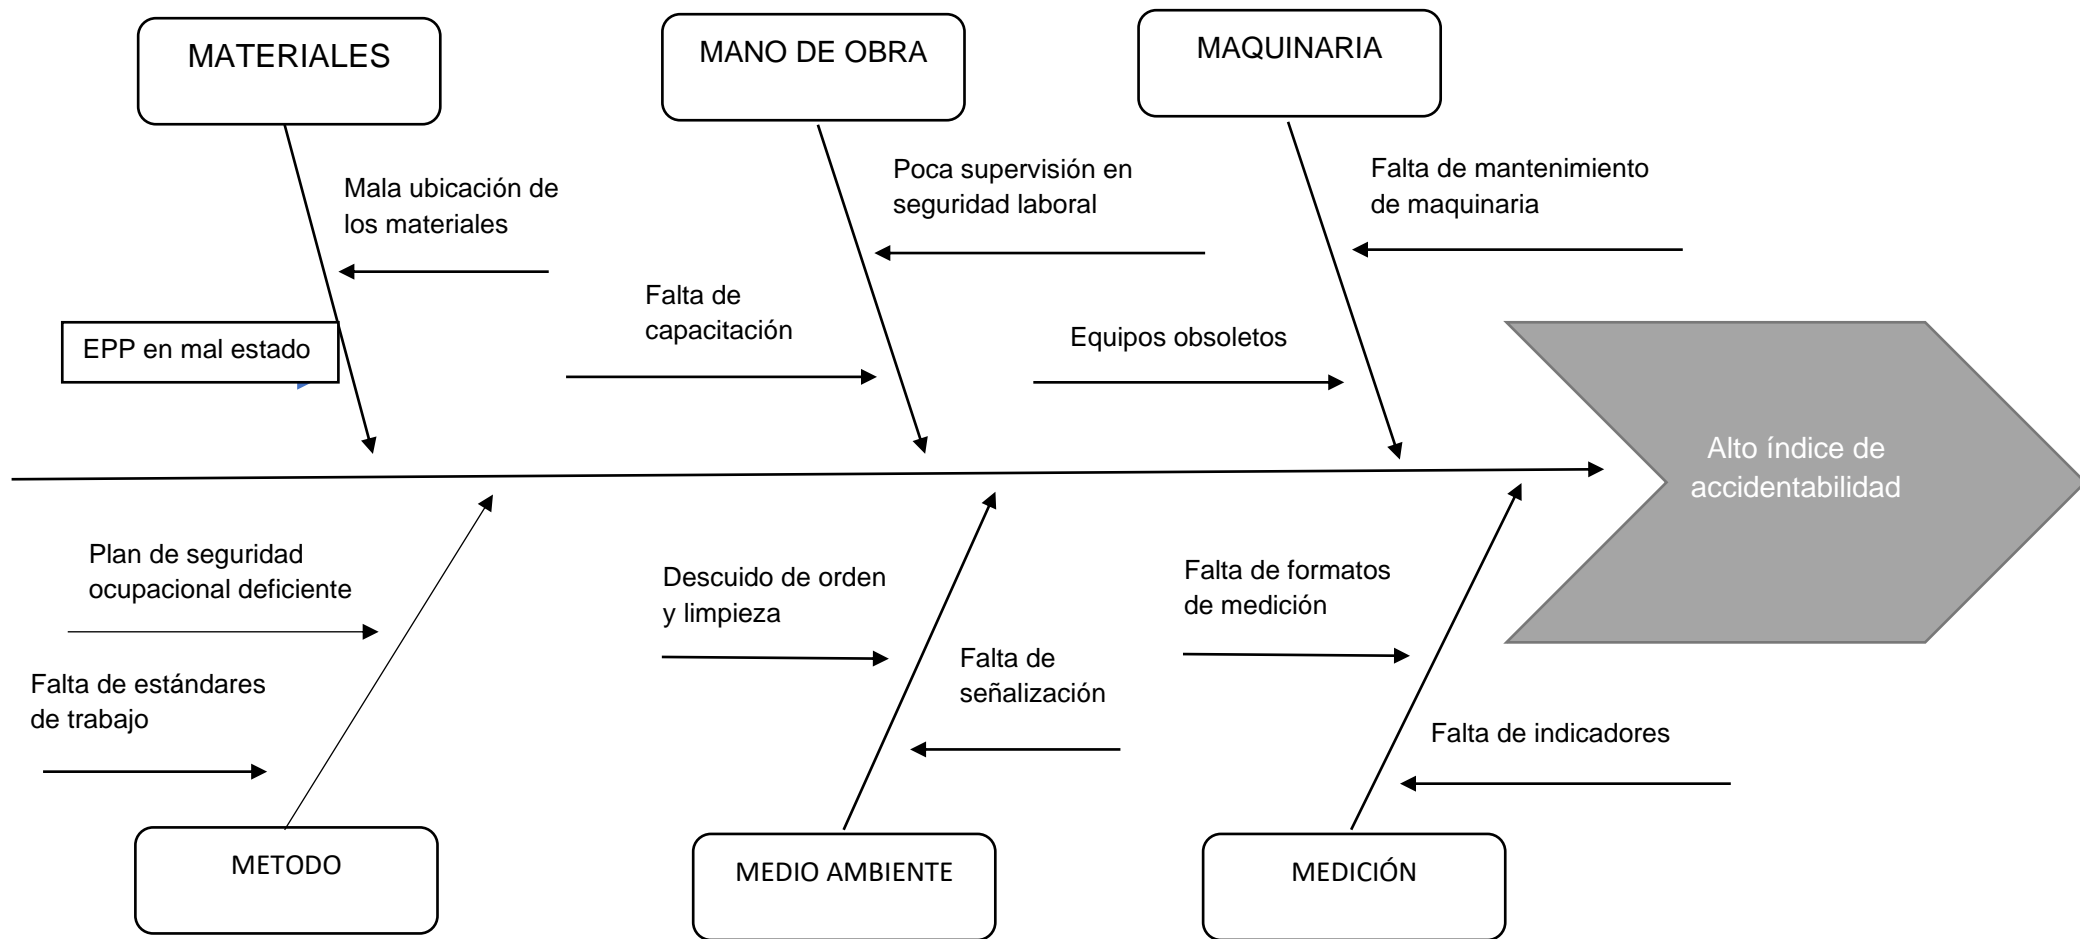 MATERIALES
MANO DE OBRA
MAQUINARIA
Mala ubicación de
los materiales
Poca supervisión en
seguridad laboral
Falta de mantenimiento
de maquinaria
EPP en mal estado
Falta de
capacitación
Equipos obsoletos
Alto índice de
accidentabilidad
Plan de seguridad
ocupacional deficiente
Descuido de orden
y limpieza
Falta de formatos
de medición
Falta de estándares
de trabajo
Falta de
señalización
Falta de indicadores
METODO
MEDIO AMBIENTE
MEDICIÓN